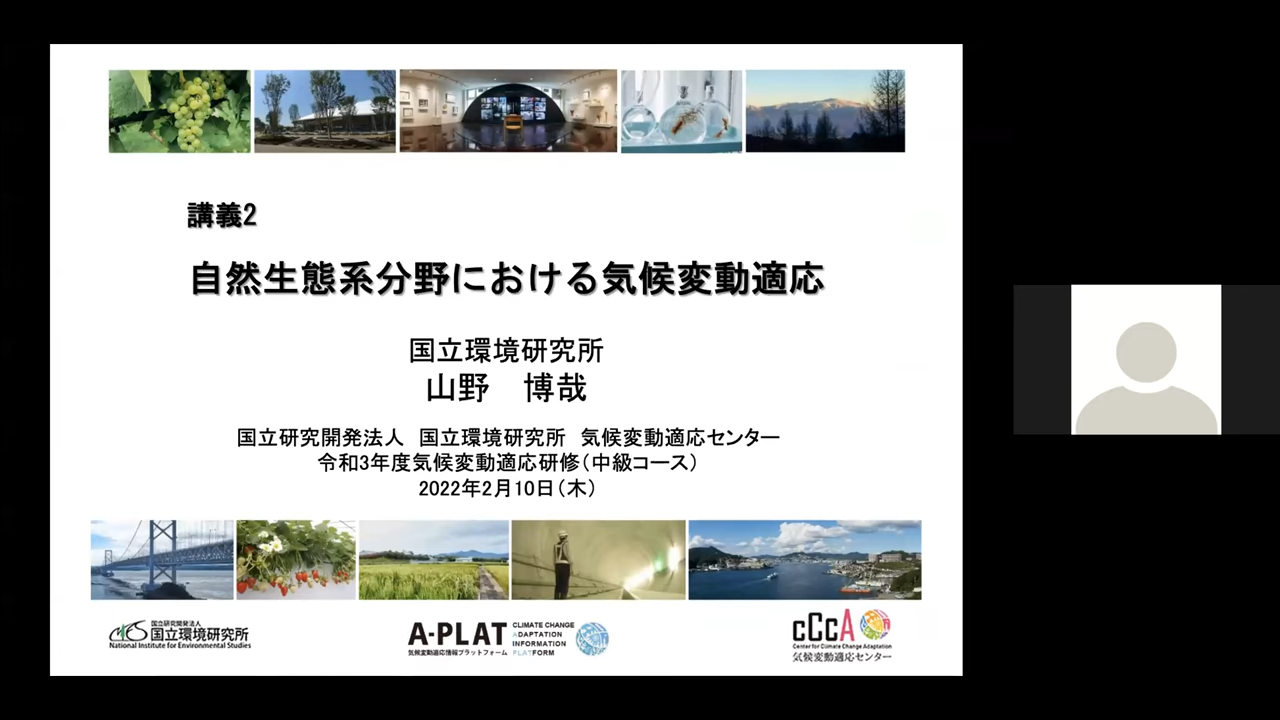 講義2
自然生態系分野における気候変動適応
国立環境研究所
山野　博哉
国立研究開発法人　国立環境研究所　気候変動適応センター
令和3年度気候変動適応研修（中級コース）
2022年2月10日（木）
国立研究開発法人
国立環境研究所
National Institute for Environmental Studies
A-PLAT
気候変動適応情報プラットフォーム
CLIMATE CHANGE
ADAPTATION
INFORMATION
PLATFORM
CCCA
Center for Climate Change Adaptation
気候変動適応センター